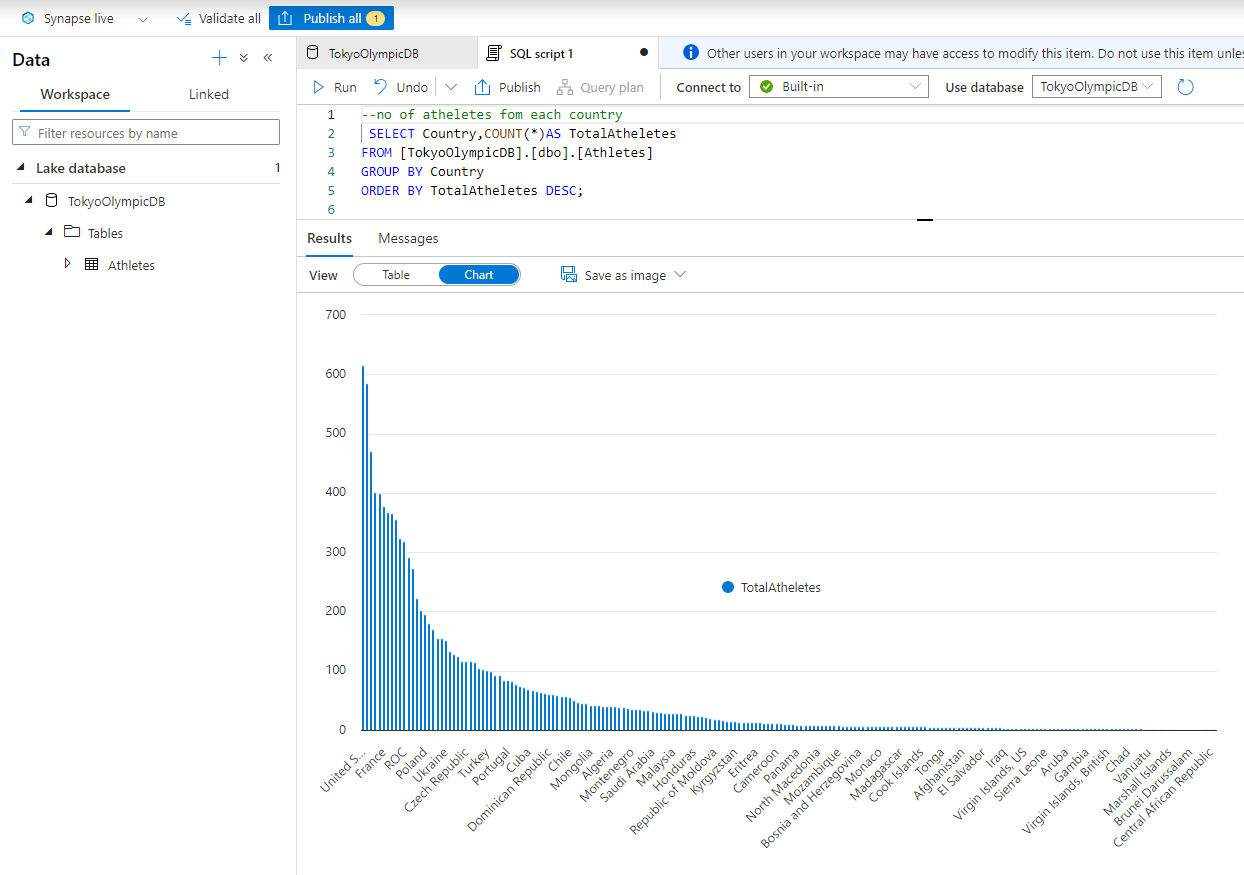 Synapse live
Validate all
Publish all 1
Data
Workspace
Linked
Filter resources by name
Lake database 1
TokyoOlympicDB
Tables
Athletes
TokyoOlympicDB
SQL script 1
Other users in your workspace may have access to modify this item. Do not use this item unles
Run
Undo
Publish
Query plan
Connect to
Built-in
Use database
TokyoOlympicDB
1 --no of atheletes fom each country
2 SELECT Country,COUNT(*)AS TotalAtheletes
3 FROM [TokyoOlympicDB].[dbo].[Athletes]
4 GROUP BY Country
5 ORDER BY TotalAtheletes DESC;
6
Results
Messages
View
Table
Chart
Save as image
700
600
500
400
300
200
100
0
TotalAtheletes
United S...
France
ROC
Poland
Ukraine
Czech Republic
Turkey
Portugal
Cuba
Dominican Republic
Chile
Mongolia
Algeria
Montenegro
Saudi Arabia
Malaysia
Honduras
Republic of Moldova
Kyrgyzstan
Eritrea
Cameroon
Panama
North Macedonia
Mozambique
Bosnia and Herzegovina
Monaco
Madagascar
Cook Islands
Tonga
Afghanistan
El Salvador
Iraq
Virgin Islands, US
Sierra Leone
Aruba
Gambia
Virgin Islands, British
Chad
Vanuatu
Marshall Islands
Brunei Darussalam
Central African Republic